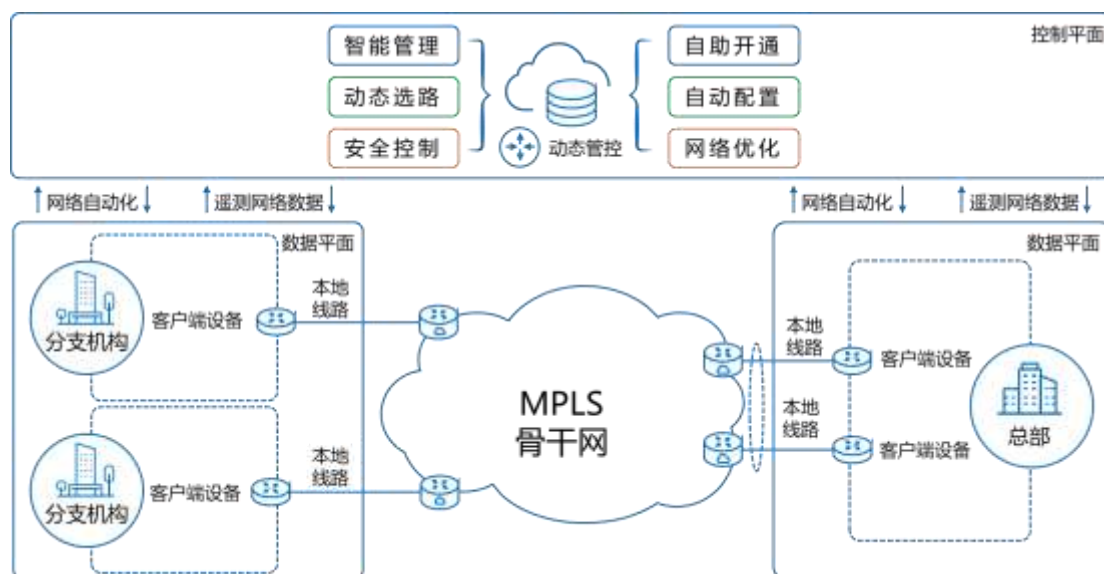 控制平面
智能管理
动态选路
安全控制
动态管控
自助开通
自动配置
网络优化
网络自动化
遥测网络数据
网络自动化
遥测网络数据
数据平面
分支机构
客户端设备
本地
线路
分支机构
客户端设备
本地
线路
MPLS
骨干网
数据平面
本地
线路
客户端设备
本地
线路
客户端设备
总部